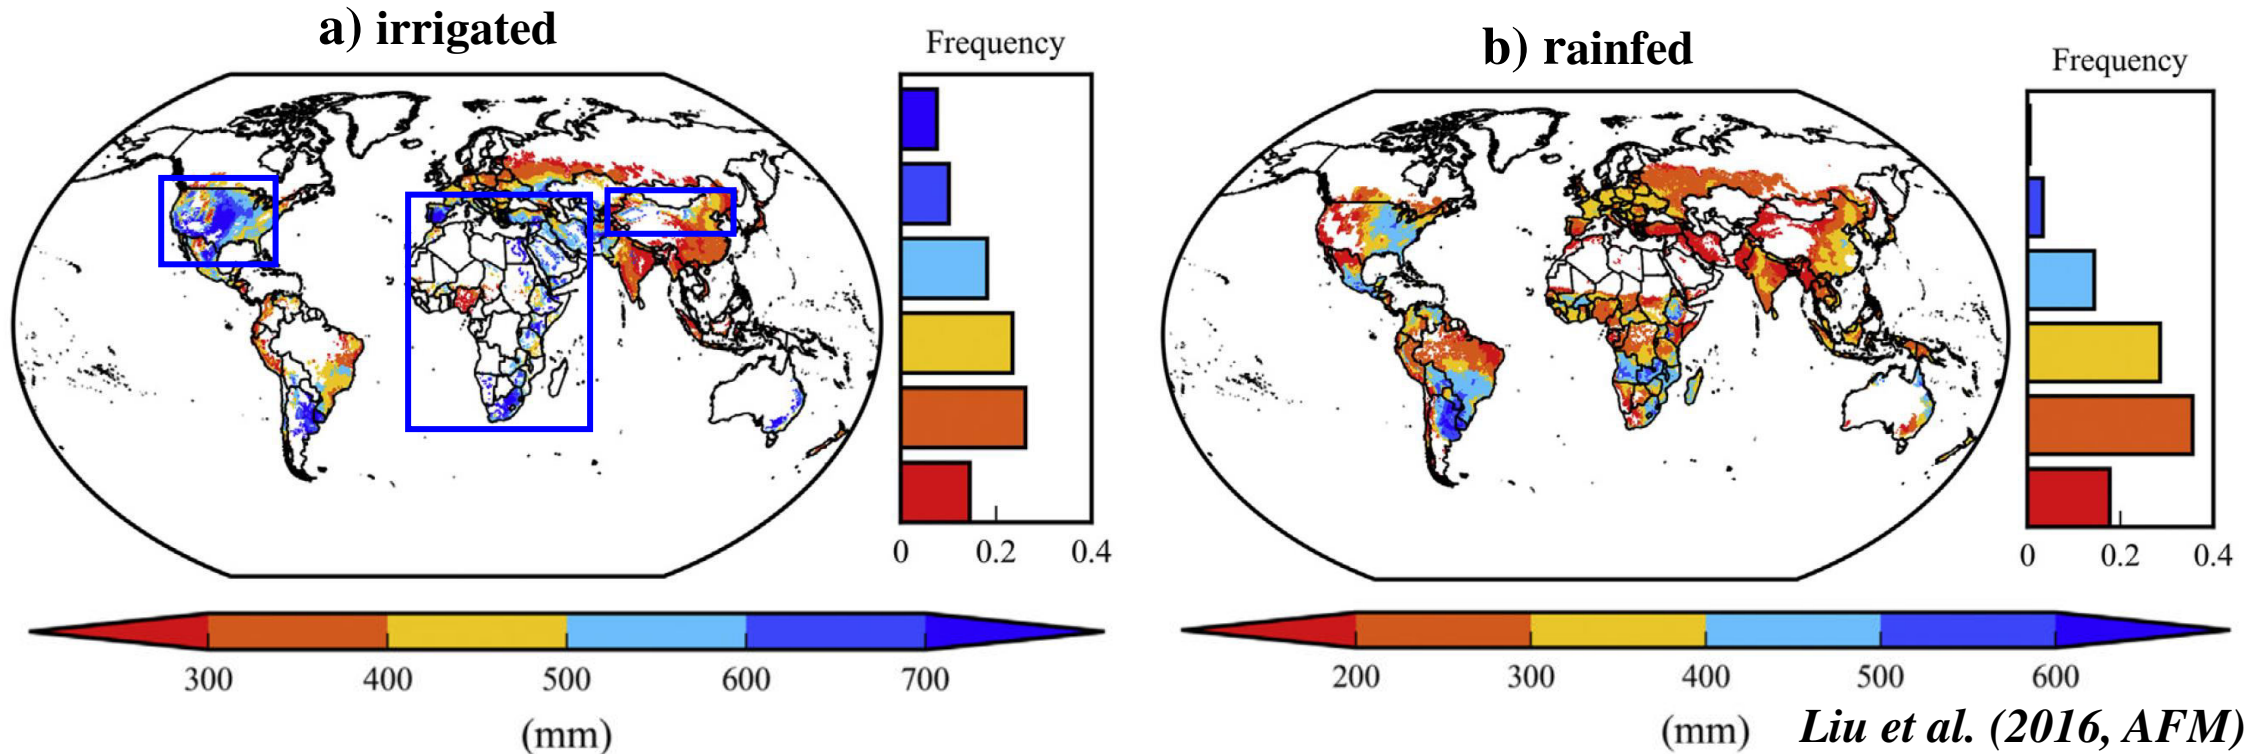 a) irrigated
Frequency
0 0.2 0.4
300 400 500 600 700
(mm)
b) rainfed
Frequency
0 0.2 0.4
200 300 400 500 600
(mm)
Liu et al. (2016, AFM)